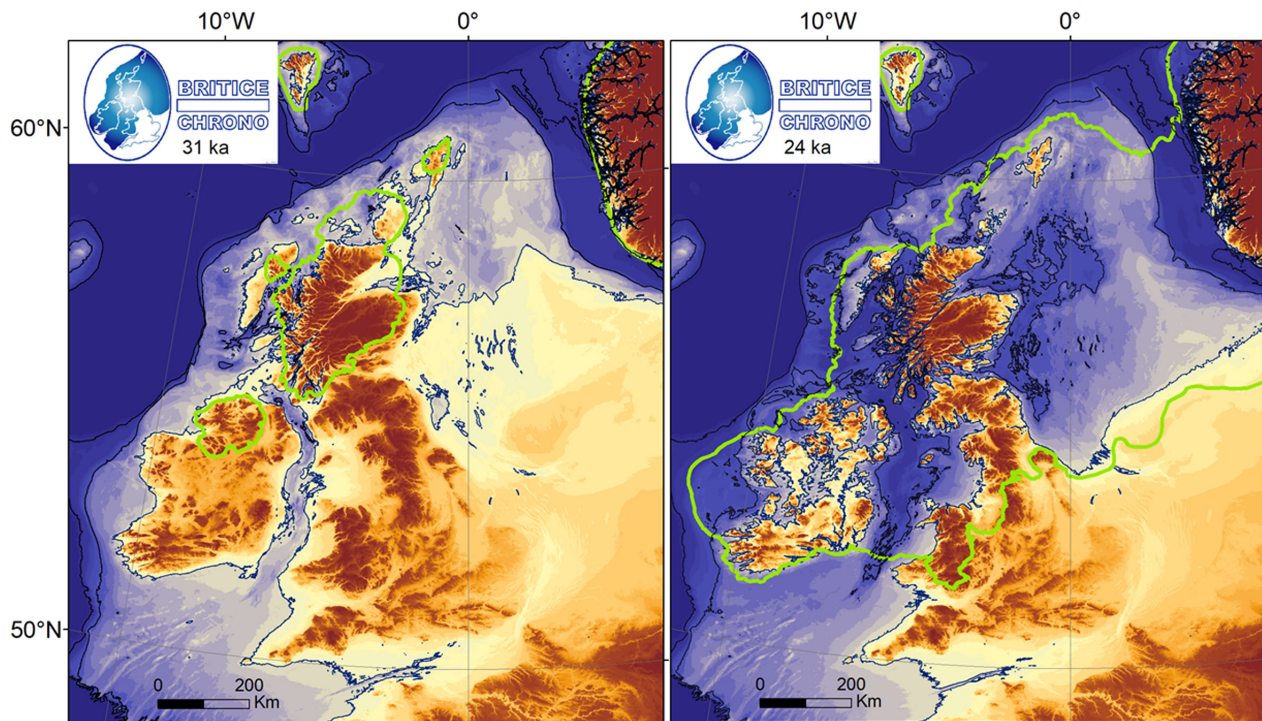 10°W 0° 10°W 0°
BRITICE
CHRONO
31 ka
BRITICE
CHRONO
24 ka
60°N
50°N
0 200
Km
0 200
Km